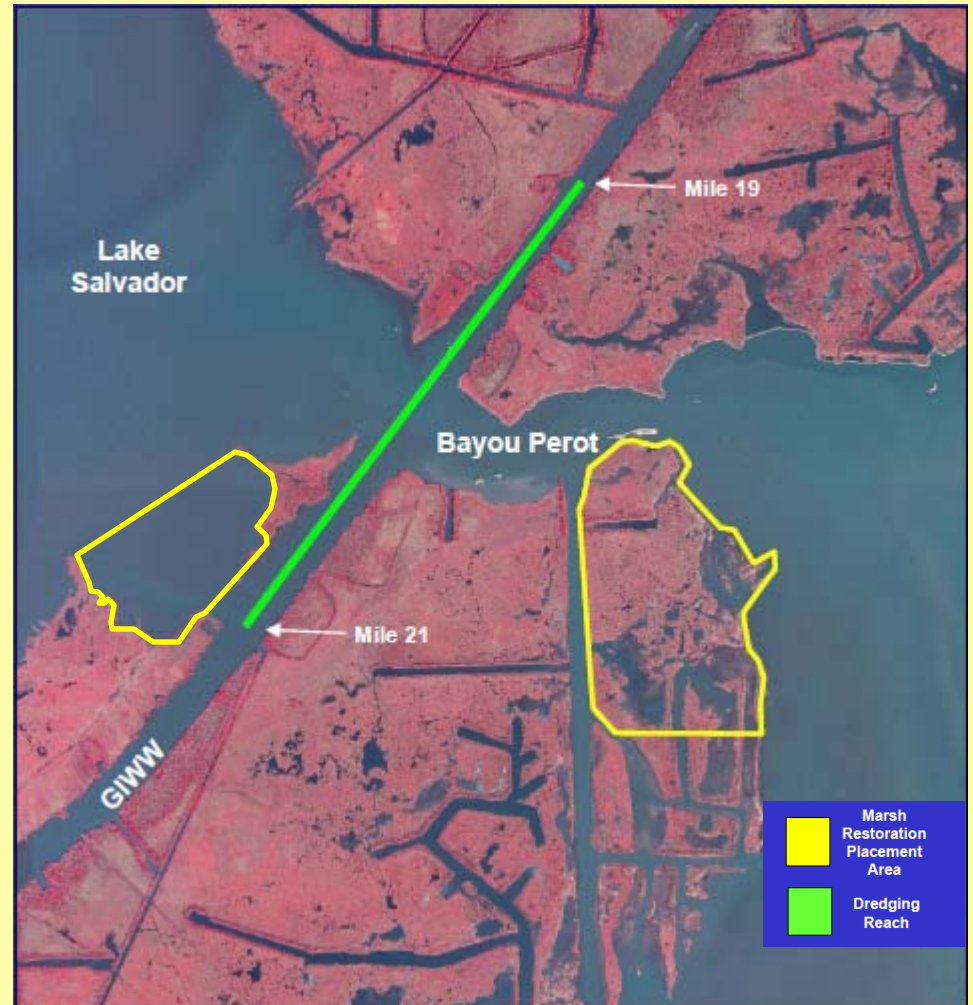 Mile 19
Lake
Salvador
Bayou Perot
Mile 21
GIWW
Marsh
Restoration
Placement
Area
Dredging
Reach